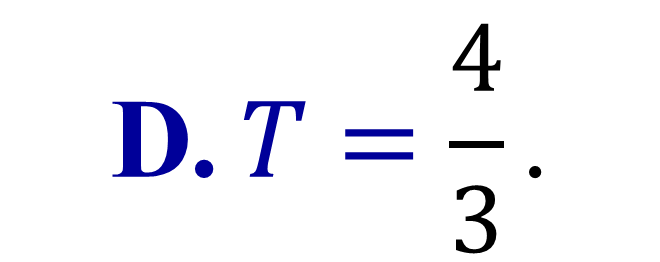 D. T = 4/3.